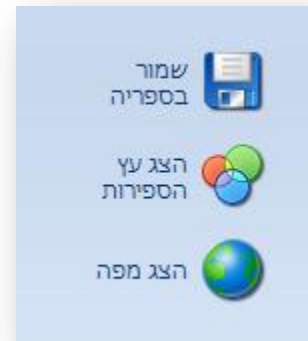 שמור
בספריה
הצג עץ
הספירות
הצג מפה